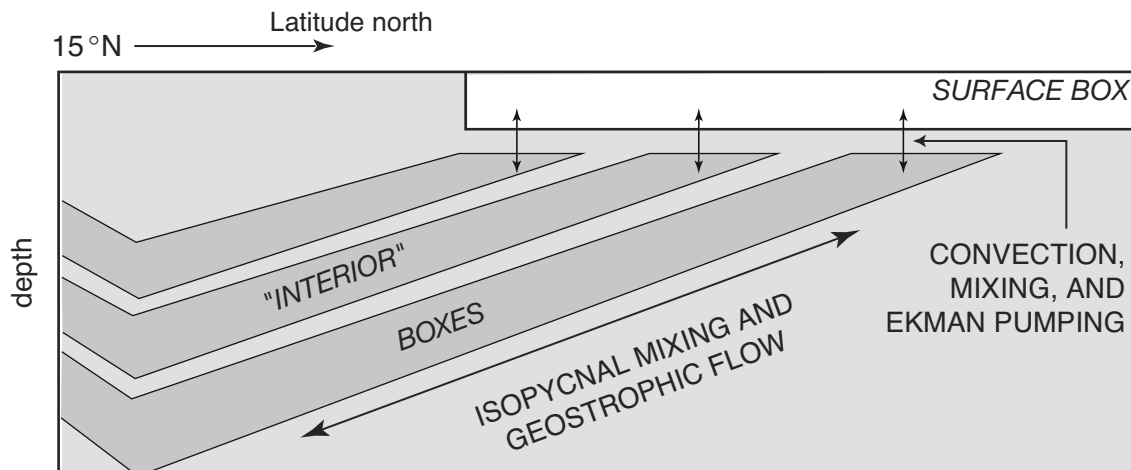 Latitude north
15°N
SURFACE BOX
depth
"INTERIOR"
BOXES
ISOPYCNAL MIXING AND
GEOSTROPHIC FLOW
CONVECTION,
MIXING, AND
EKMAN PUMPING